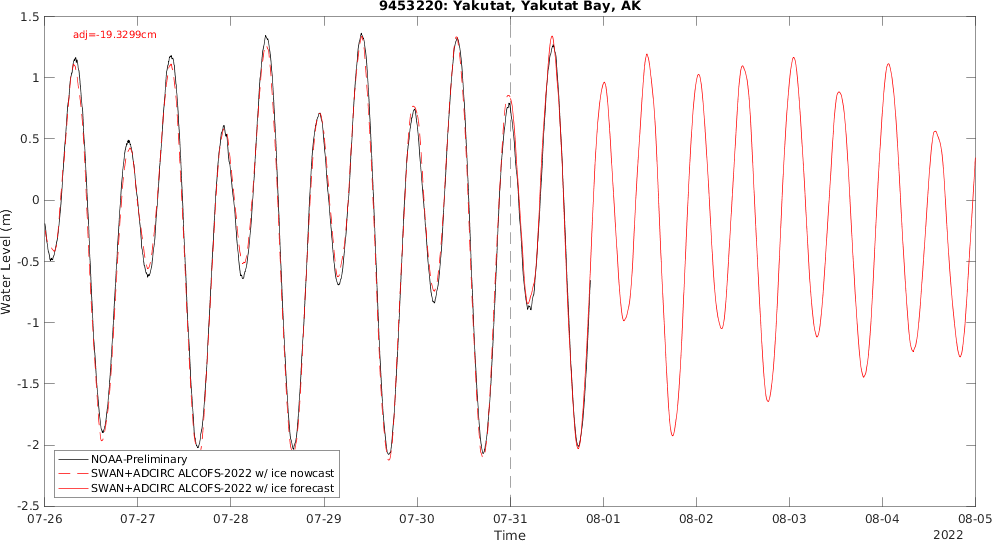 9453220: Yakutat, Yakutat Bay, AK
adj=-19.3299cm
1.5
1
0.5
0
-0.5
-1
-1.5
-2
-2.5
Water Level (m)
NOAA-Preliminary
SWAN+ADCIRC ALCOFS-2022 w/ ice nowcast
SWAN+ADCIRC ALCOFS-2022 w/ ice forecast
07-26 07-27 07-28 07-29 07-30 07-31 08-01 08-02 08-03 08-04 08-05
Time
2022